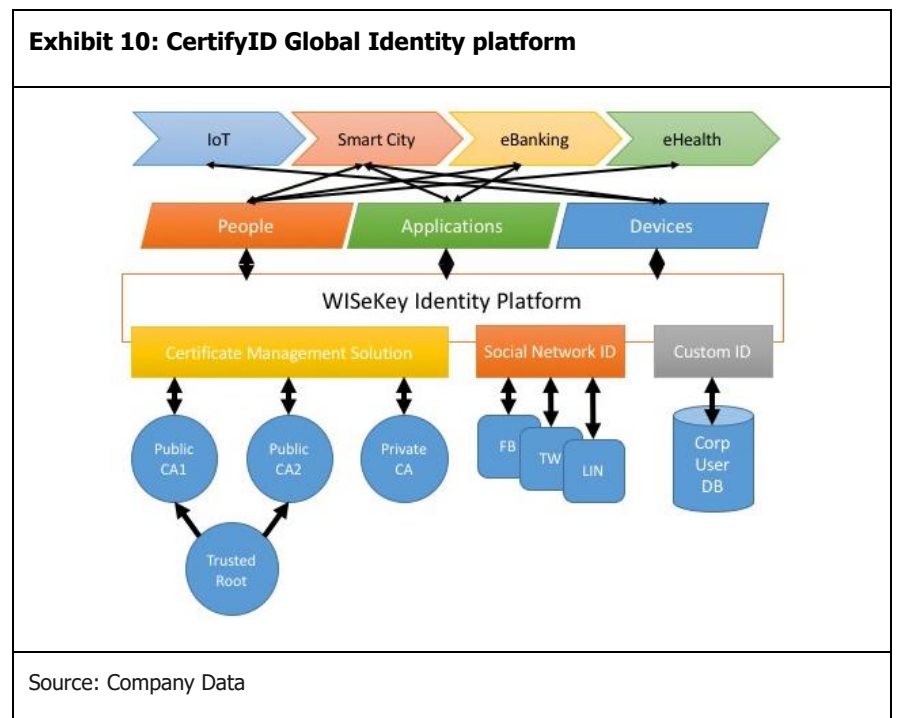 Exhibit 10: CertifyID Global Identity platform
IoT
Smart City
eBanking
eHealth
People
Applications
Devices
WISeKey Identity Platform
Certificate Management Solution
Social Network ID
Custom ID
Public
CA1
Public
CA2
Private
CA
FB
TW
LIN
Corp
User
DB
Trusted
Root
Source: Company Data